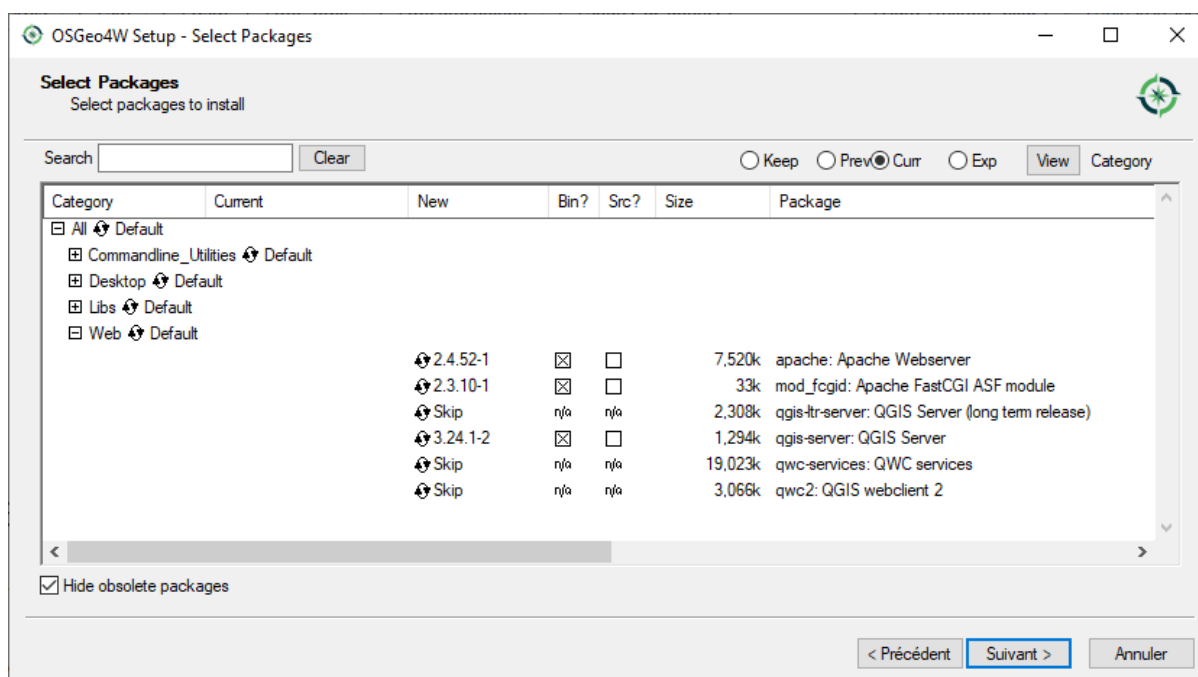 OSGeo4W Setup - Select Packages
Select Packages
Select packages to install
Search Clear Keep Prev Curr Exp View Category
Category Current New Bin? Src? Size Package
All Default
Commandline_Utilities Default
Desktop Default
Libs Default
Web Default
2.4.52-1 7,520k apache: Apache Webserver
2.3.10-1 33k mod_fcgid: Apache FastCGI ASF module
Skip n/a n/a 2,308k qgis-ltr-server: QGIS Server (long term release)
3.24.1-2 1,294k qgis-server: QGIS Server
Skip n/a n/a 19,023k qwc-services: QWC services
Skip n/a n/a 3,066k qwc2: QGIS webclient 2
Hide obsolete packages
< Précédent Suivant > Annuler